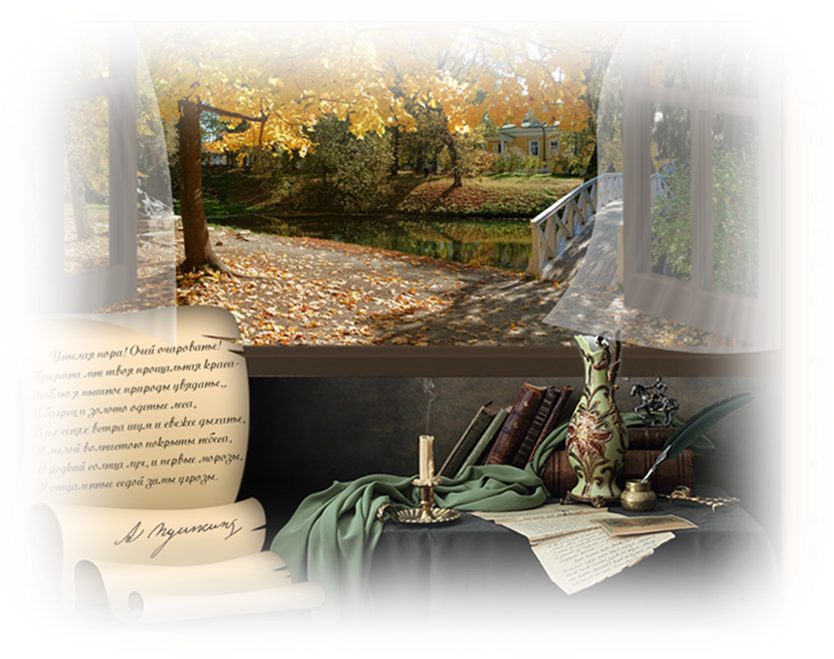 Унылая пора! Очей очарованье!
Приятна мне твоя прощальная краса-
Люблю я пышное природы увяданье,,
В багрец и золото одетые леса,
В их сенях ветра шум и свежее дыханье,
И мглой волнистою покрыты небеса,
И редкий солнца луч, и первые морозы,
И отдаленные седой зимы угрозы.
А Пушкинъ